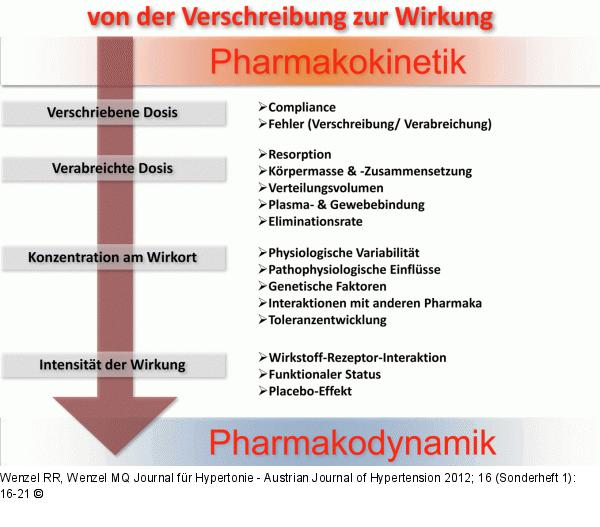 von der Verschreibung zur Wirkung
Pharmakokinetik
Verschriebene Dosis
➢Compliance
➢Fehler (Verschreibung/ Verabreichung)
Verabreichte Dosis
➢Resorption
➢Körpermasse & -Zusammensetzung
➢Verteilungsvolumen
➢Plasma- & Gewebebindung
➢Eliminationsrate
Konzentration am Wirkort
➢Physiologische Variabilität
➢Pathophysiologische Einflüsse
➢Genetische Faktoren
➢Interaktionen mit anderen Pharmaka
➢Toleranzentwicklung
Intensität der Wirkung
➢Wirkstoff-Rezeptor-Interaktion
➢Funktionaler Status
➢Placebo-Effekt
Pharmakodynamik
Wenzel RR, Wenzel MQ Journal für Hypertonie - Austrian Journal of Hypertension 2012; 16 (Sonderheft 1):
16-21 ©